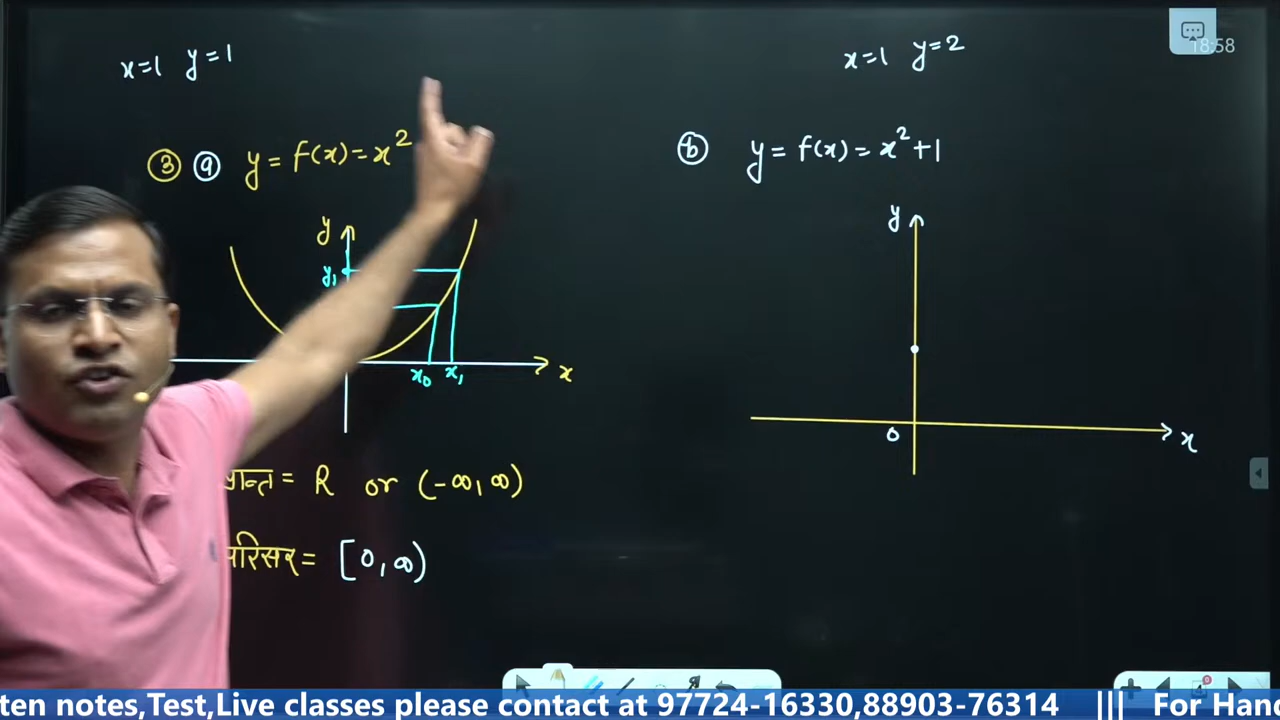 x=1 y=1
x=1 y=2
18:58
③ ⓐ y = f(x) = x²
ⓑ y = f(x) = x²+1
y
y₁
x₀ x₁
x
y
0
x
= R or (-∞, ∞)
परिसर = [0, ∞)
ten notes,Test,Live classes please contact at 97724-16330,88903-76314 ||| For Han